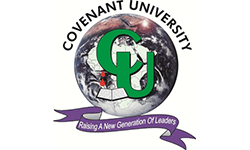 COVENANT UNIVERSITY
CU
Raising A New Generation Of Leaders